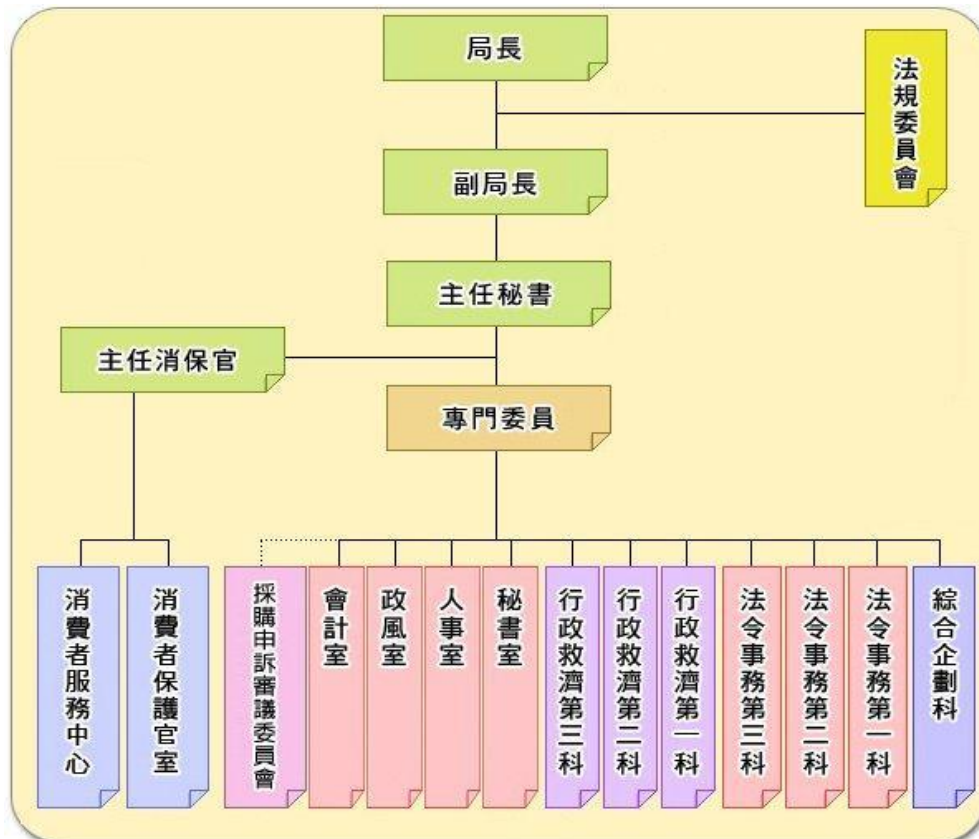 局長
法規委員會
副局長
主任秘書
主任消保官
專門委員
消費者服務中心
消費者保護官室
採購申訴審議委員會
會計室
政風室
人事室
秘書室
行政救濟第三科
行政救濟第二科
行政救濟第一科
法令事務第三科
法令事務第二科
法令事務第一科
綜合企劃科